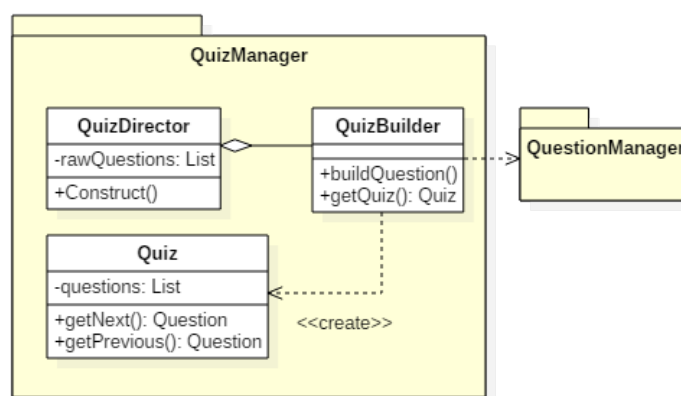 QuizManager
QuizDirector
-rawQuestions: List
+Construct()
QuizBuilder
+buildQuestion()
+getQuiz(): Quiz
QuestionManager
Quiz
-questions: List
+getNext(): Question
+getPrevious(): Question
<<create>>